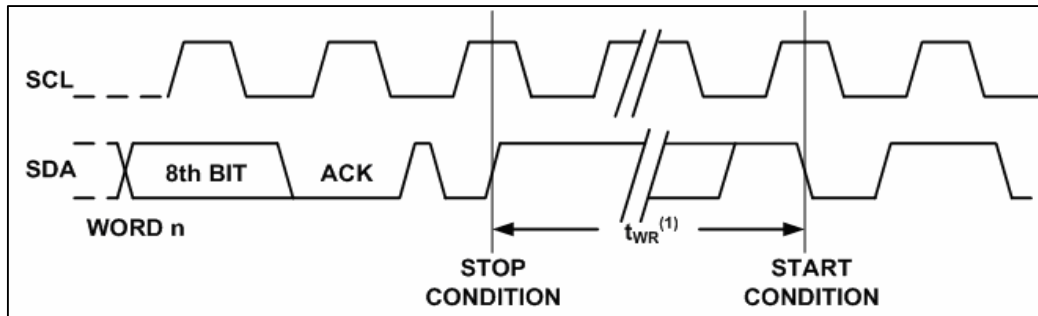 SCL
SDA
8th BIT
ACK
WORD n
tWR(1)
STOP
CONDITION
START
CONDITION